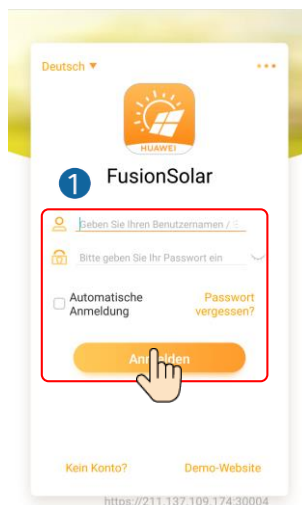 Deutsch ▼
HUAWEI
FusionSolar
1
Geben Sie Ihren Benutzernamen /
Bitte geben Sie Ihr Passwort ein
Automatische Anmeldung
Passwort vergessen?
Anmelden
Kein Konto?
Demo-Website
https://211.137.109.174:30004